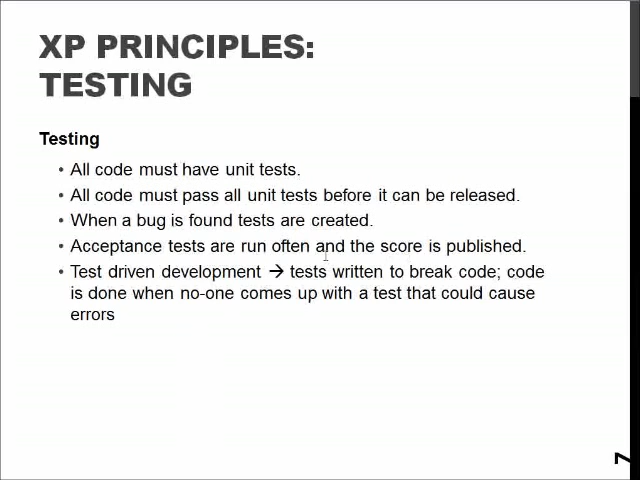 XP PRINCIPLES:
TESTING
Testing
• All code must have unit tests.
• All code must pass all unit tests before it can be released.
• When a bug is found tests are created.
• Acceptance tests are run often and the score is published.
• Test driven development → tests written to break code; code
is done when no-one comes up with a test that could cause
errors
7